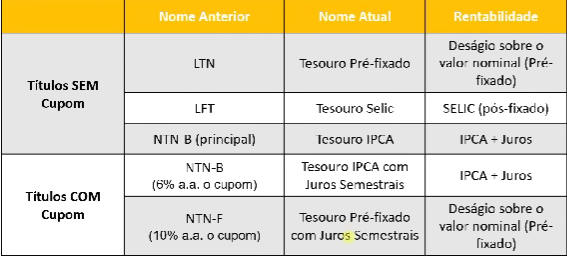 Nome Anterior Nome Atual Rentabilidade
Títulos SEM
Cupom
LTN
Tesouro Pré-fixado
Deságio sobre o
valor nominal (Pré-
fixado)
LFT
Tesouro Selic
SELIC (pós-fixado)
NTN-B (principal)
Tesouro IPCA
IPCA + Juros
Títulos COM
Cupom
NTN-B
(6% a.a. o cupom)
Tesouro IPCA com
Juros Semestrais
IPCA + Juros
NTN-F
(10% a.a. o cupom)
Tesouro Pré-fixado
com Juros Semestrais
Deságio sobre o
valor nominal (Pré-
fixado)